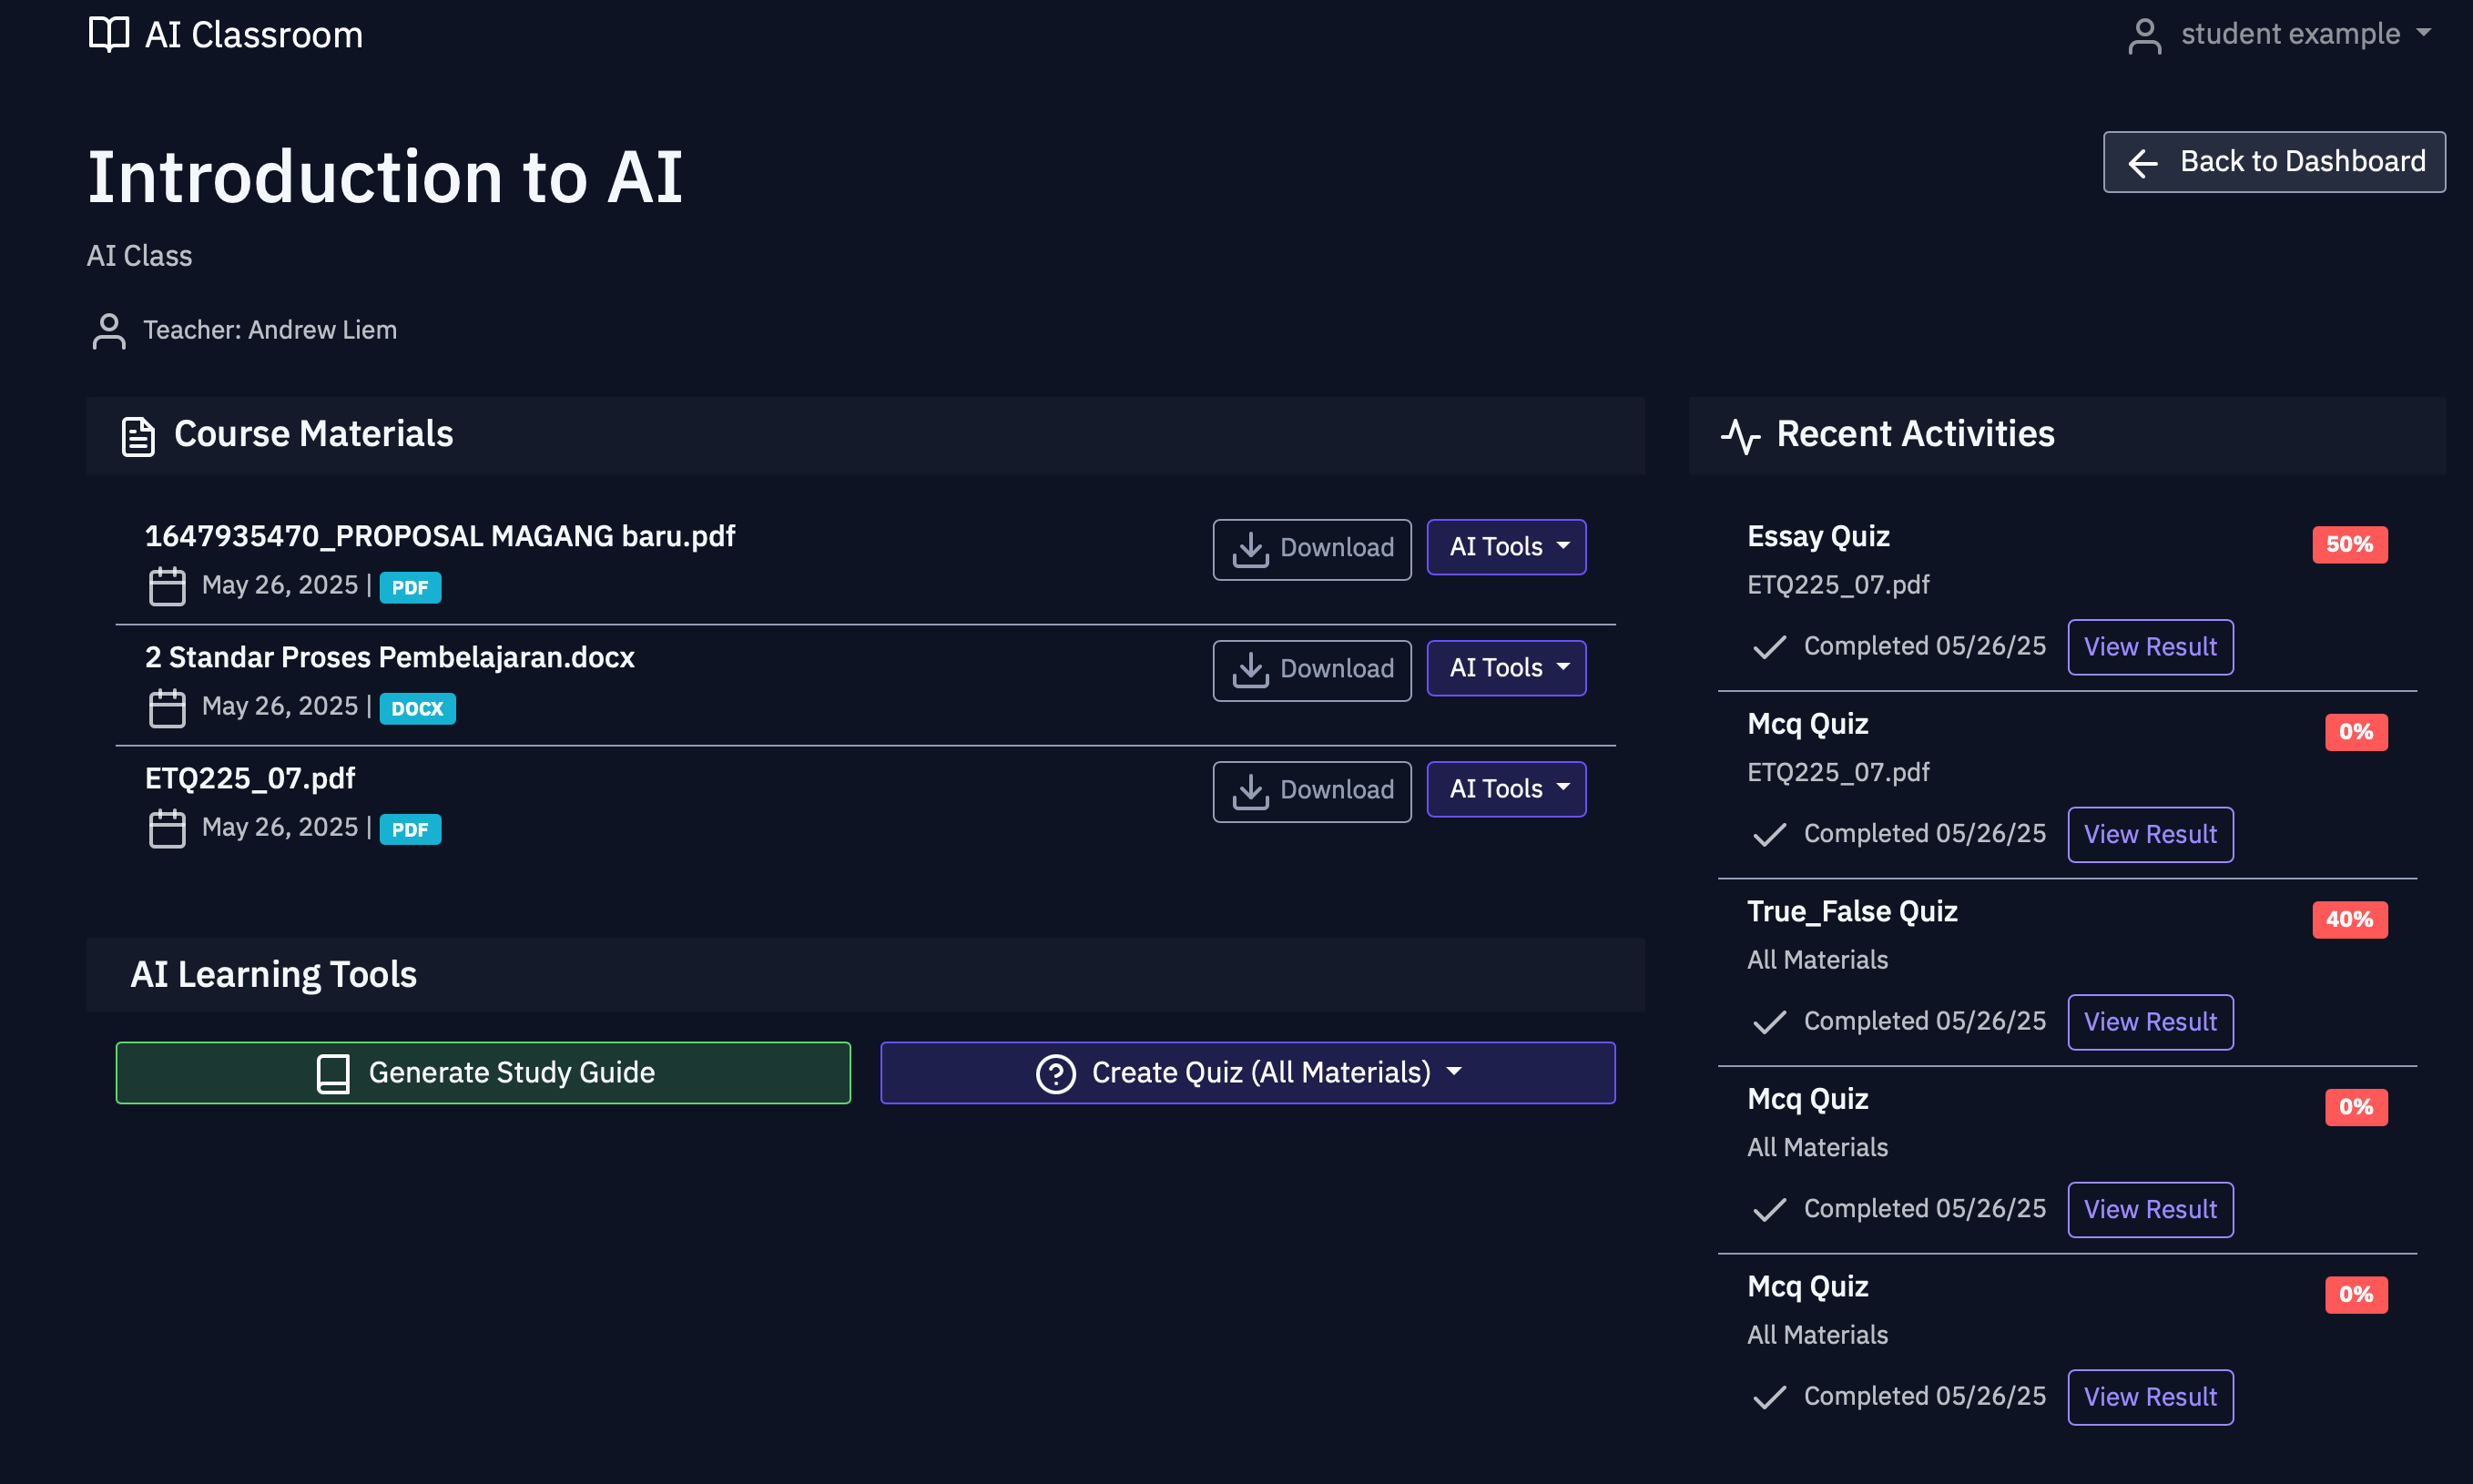 AI Classroom
student example
Introduction to AI
Back to Dashboard
AI Class
Teacher: Andrew Liem
Course Materials
1647935470_PROPOSAL MAGANG baru.pdf
May 26, 2025 | PDF
Download
AI Tools
2 Standar Proses Pembelajaran.docx
May 26, 2025 | DOCX
Download
AI Tools
ETQ225_07.pdf
May 26, 2025 | PDF
Download
AI Tools
AI Learning Tools
Generate Study Guide
Create Quiz (All Materials)
Recent Activities
Essay Quiz
50%
ETQ225_07.pdf
Completed 05/26/25
View Result
Mcq Quiz
0%
ETQ225_07.pdf
Completed 05/26/25
View Result
True_False Quiz
40%
All Materials
Completed 05/26/25
View Result
Mcq Quiz
0%
All Materials
Completed 05/26/25
View Result
Mcq Quiz
0%
All Materials
Completed 05/26/25
View Result